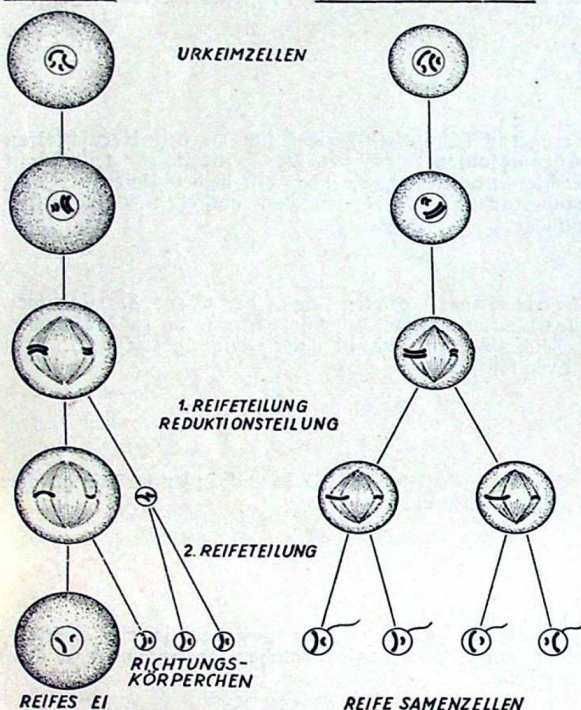 URKEIMZELLEN
1. REIFETEILUNG
REDUKTIONSTEILUNG
2. REIFETEILUNG
RICHTUNGS-
KÖRPERCHEN
REIFES EI
REIFE SAMENZELLEN